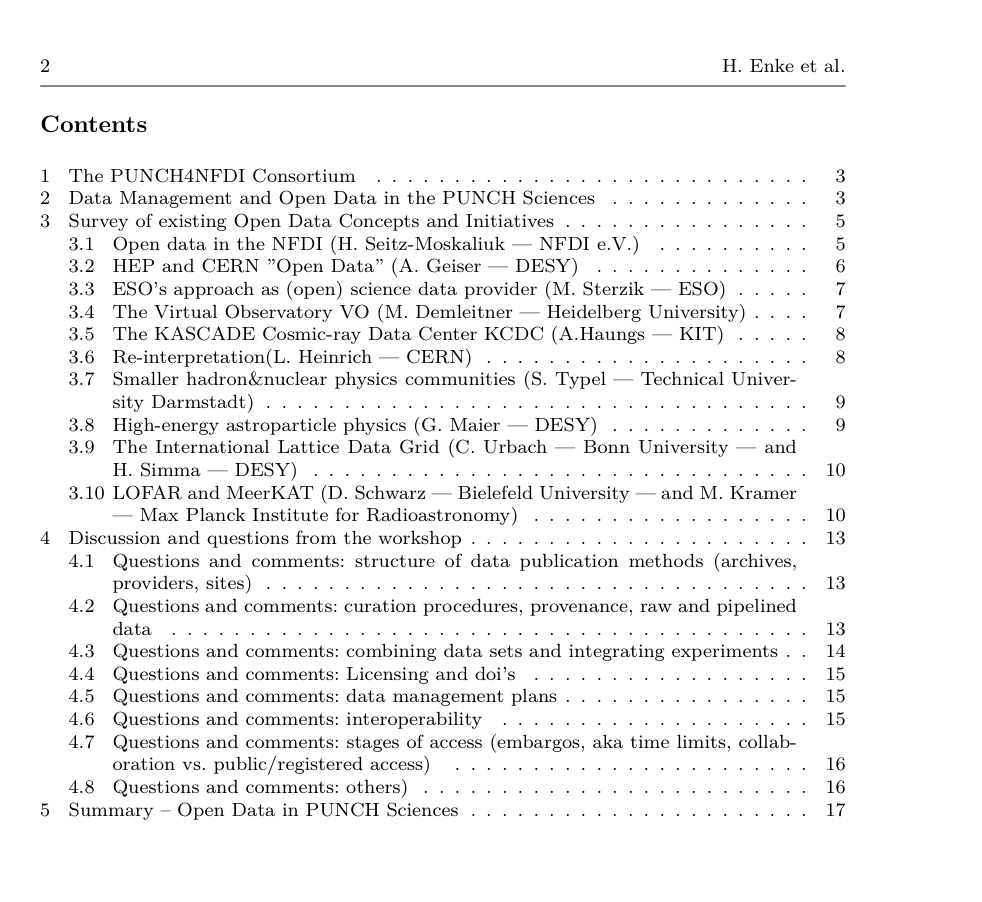 2 H. Enke et al.
Contents
1 The PUNCH4NFDI Consortium . . . . . . . . . . . . . . . . . . . . . . . . . . . . 3
2 Data Management and Open Data in the PUNCH Sciences . . . . . . . . . . . . . 3
3 Survey of existing Open Data Concepts and Initiatives . . . . . . . . . . . . . . 5
3.1 Open data in the NFDI (H. Seitz-Moskaliuk — NFDI e.V.) . . . . . . . . . . 5
3.2 HEP and CERN ”Open Data” (A. Geiser — DESY) . . . . . . . . . . . . . . 6
3.3 ESO’s approach as (open) science data provider (M. Sterzik — ESO) . . . . . 7
3.4 The Virtual Observatory VO (M. Demleitner — Heidelberg University) . . . . 7
3.5 The KASCADE Cosmic-ray Data Center KCDC (A.Haungs — KIT) . . . . . 8
3.6 Re-interpretation(L. Heinrich — CERN) . . . . . . . . . . . . . . . . . . . . . 8
3.7 Smaller hadron&nuclear physics communities (S. Typel — Technical Univer-
sity Darmstadt) . . . . . . . . . . . . . . . . . . . . . . . . . . . . . . . . . . . 9
3.8 High-energy astroparticle physics (G. Maier — DESY) . . . . . . . . . . . . . 9
3.9 The International Lattice Data Grid (C. Urbach — Bonn University — and
H. Simma — DESY) . . . . . . . . . . . . . . . . . . . . . . . . . . . . . . . . 10
3.10 LOFAR and MeerKAT (D. Schwarz — Bielefeld University — and M. Kramer
— Max Planck Institute for Radioastronomy) . . . . . . . . . . . . . . . . . . 10
4 Discussion and questions from the workshop . . . . . . . . . . . . . . . . . . . . . . 13
4.1 Questions and comments: structure of data publication methods (archives,
providers, sites) . . . . . . . . . . . . . . . . . . . . . . . . . . . . . . . . . . . 13
4.2 Questions and comments: curation procedures, provenance, raw and pipelined
data . . . . . . . . . . . . . . . . . . . . . . . . . . . . . . . . . . . . . . . . . 13
4.3 Questions and comments: combining data sets and integrating experiments . . 14
4.4 Questions and comments: Licensing and doi’s . . . . . . . . . . . . . . . . . . 15
4.5 Questions and comments: data management plans . . . . . . . . . . . . . . . . 15
4.6 Questions and comments: interoperability . . . . . . . . . . . . . . . . . . . . 15
4.7 Questions and comments: stages of access (embargos, aka time limits, collab-
oration vs. public/registered access) . . . . . . . . . . . . . . . . . . . . . . . 16
4.8 Questions and comments: others) . . . . . . . . . . . . . . . . . . . . . . . . . 16
5 Summary – Open Data in PUNCH Sciences . . . . . . . . . . . . . . . . . . . . . . 17